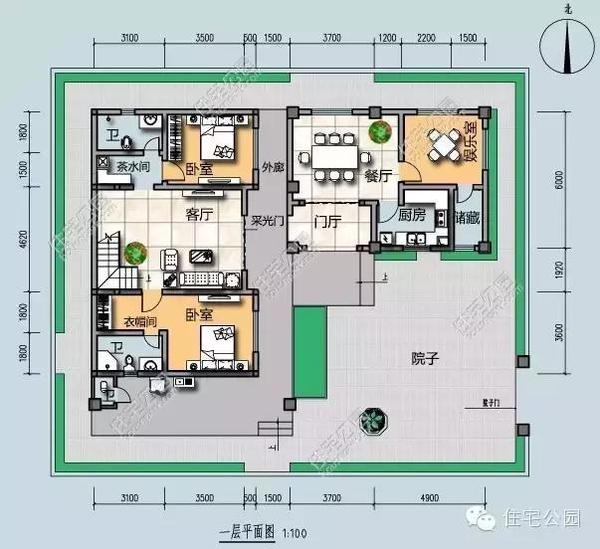 北
3100 3500 500 1500 3700 1200 2200 1500
1800
1500
4620
1800
1800
6000
1920
3600
卫
卧室
茶水间
外廊
餐厅
娱乐室
客厅
采光门
门厅
厨房
储藏
上
上
衣帽间
卧室
卫
卫
院子
上
3100 3500 500 1500 3700 4900
一层平面图 1:100
住宅公园